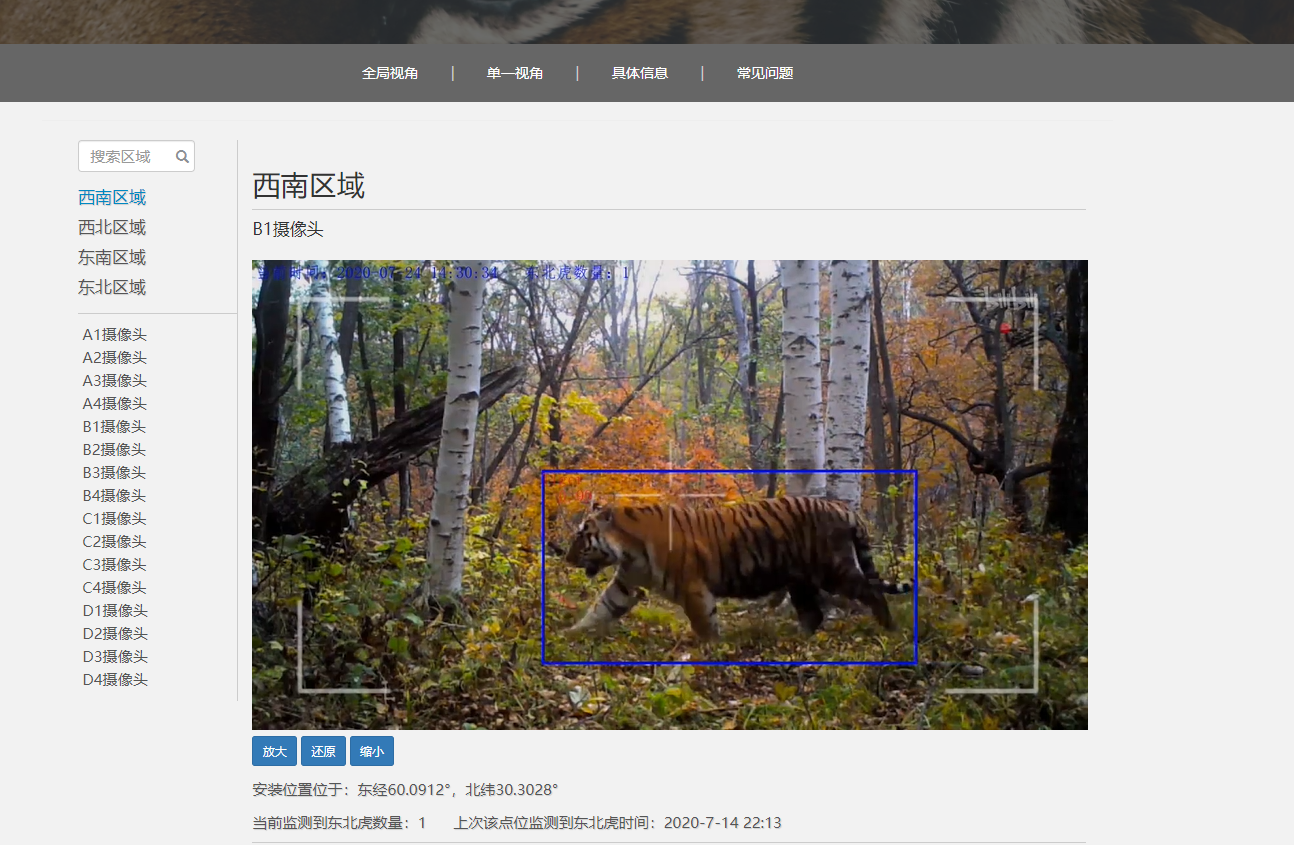 全局视角 | 单一视角 | 具体信息 | 常见问题
搜索区域
西南区域
西北区域
东南区域
东北区域
A1摄像头
A2摄像头
A3摄像头
A4摄像头
B1摄像头
B2摄像头
B3摄像头
B4摄像头
C1摄像头
C2摄像头
C3摄像头
C4摄像头
D1摄像头
D2摄像头
D3摄像头
D4摄像头
西南区域
B1摄像头
当前时间: 2020-07-24 14:30:34 东北虎数量: 1
放大 还原 缩小
安装位置位于：东经60.0912°，北纬30.3028°
当前监测到东北虎数量：1 上次该点位监测到东北虎时间：2020-7-14 22:13